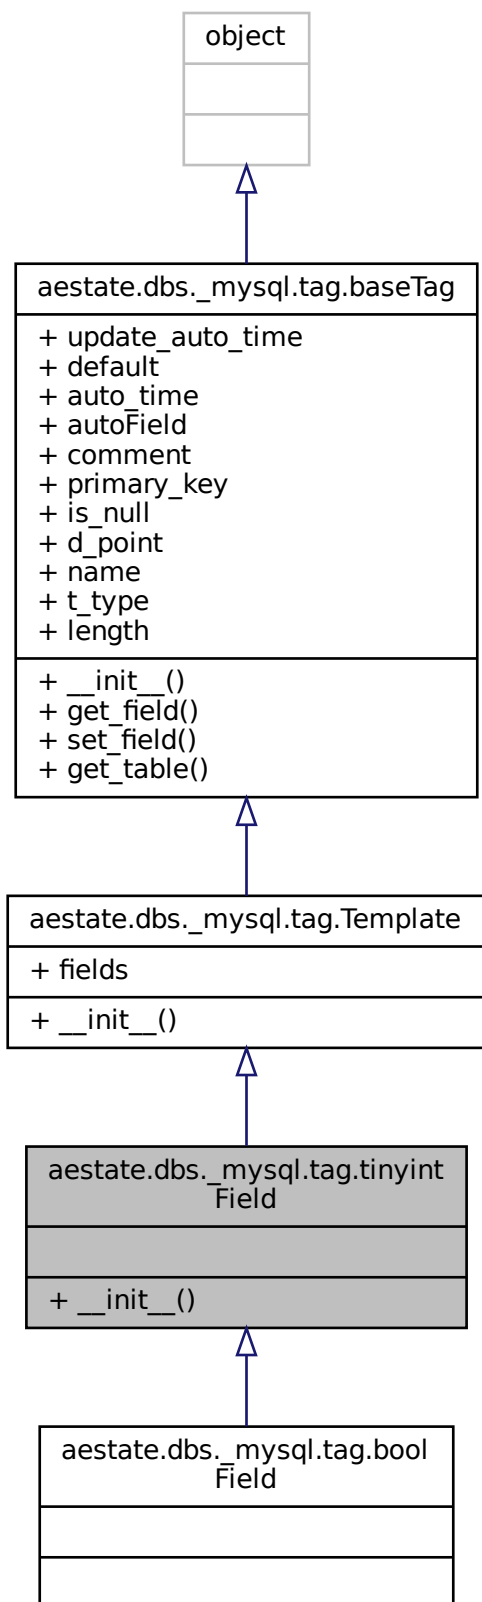 object
aestate.dbs._mysql.tag.baseTag
+ update_auto_time
+ default
+ auto_time
+ autoField
+ comment
+ primary_key
+ is_null
+ d_point
+ name
+ t_type
+ length
+ __init__()
+ get_field()
+ set_field()
+ get_table()
aestate.dbs._mysql.tag.Template
+ fields
+ __init__()
aestate.dbs._mysql.tag.tinyint
Field
+ __init__()
aestate.dbs._mysql.tag.bool
Field